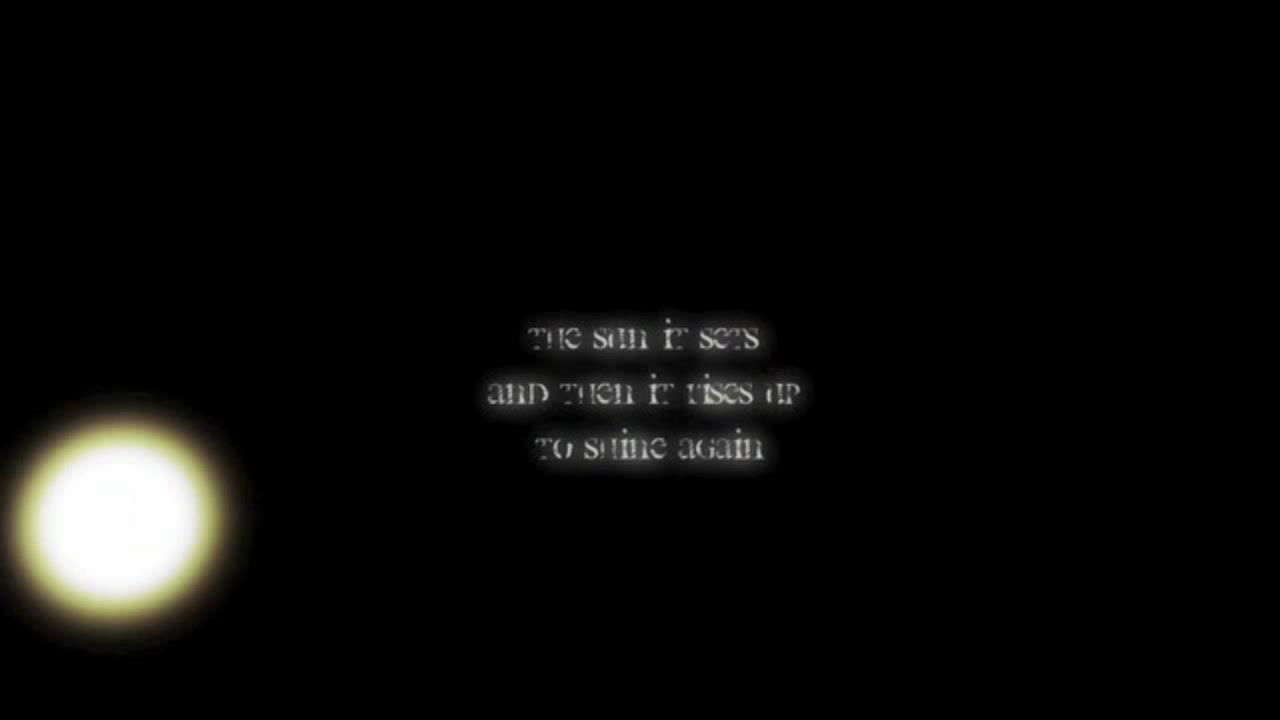 THE SUN IT SETS
AND THEN IT RISES UP
TO SHINE AGAIN